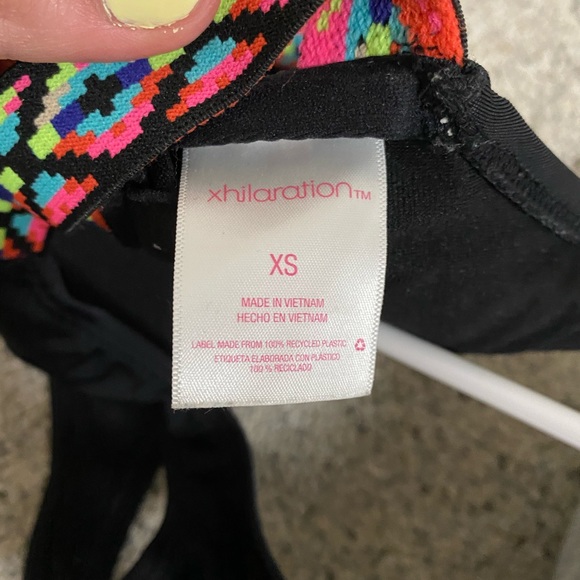 xhilaration™
XS
MADE IN VIETNAM
HECHO EN VIETNAM
LABEL MADE FROM 100% RECYCLED PLASTIC
ETIQUETA ELABORADA CON PLÁSTICO
100 % RECICLADO